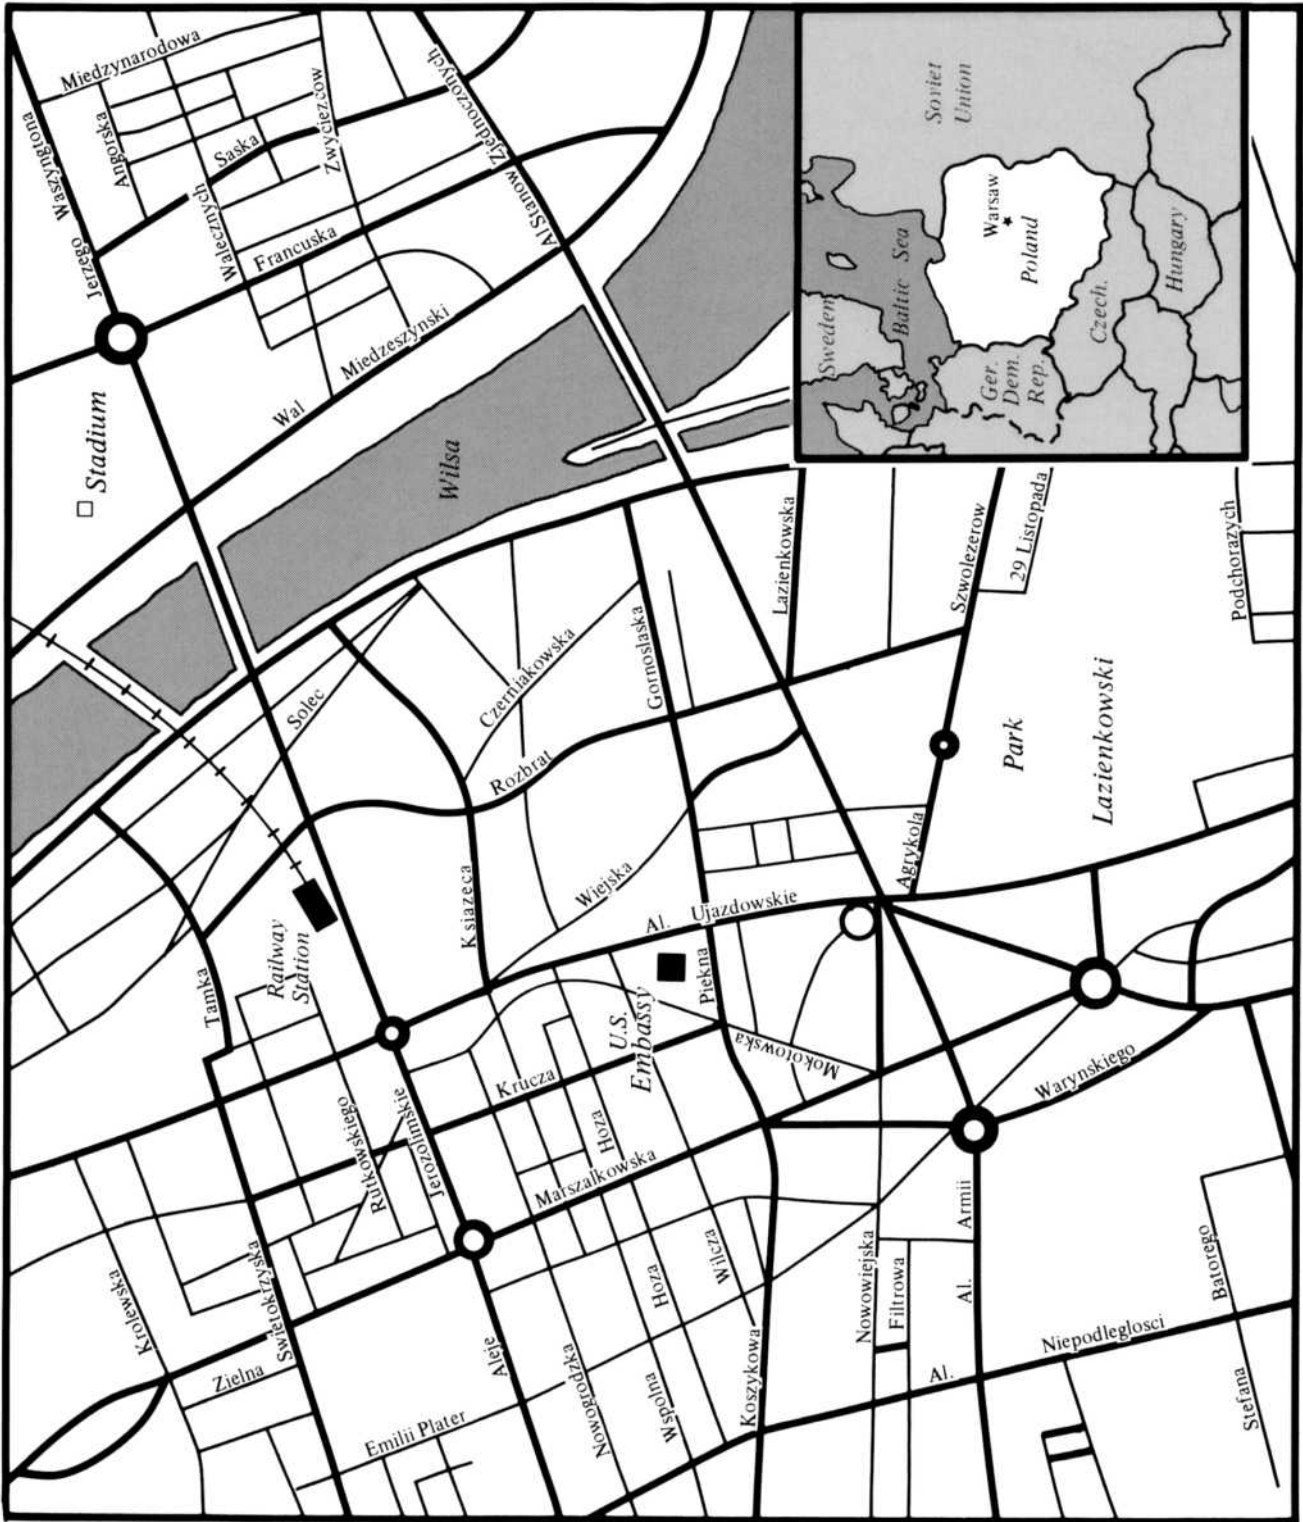 Miedzynarodowa
Waszyngtona
Jerzego
Angorska
Saska
Zwyciezcow
Walecznych
Francuska
Al Stanow Zjednoczonych
Wal Miedzeszynski
Stadium
Wilsa
Soviet
Union
Sweden
Baltic Sea
Warsaw
Poland
Ger.
Dem.
Rep.
Czech.
Hungary
Solec
Czerniakowska
Gornoslaska
Rozbrat
Lazienkowska
Szwolezerow
29 Listopada
Podchorazych
Park
Lazienkowski
Agrykola
Ksiazeca
Wiejska
Al. Ujazdowskie
Tamka
Railway
Station
Piekna
U.S.
Embassy
Mokotowska
Krucza
Hoza
Marszalkowska
Rutkowskiego
Jerozolimskie
Warynskiego
Krolewska
Swietokrzyska
Zielna
Aleje
Emilii Plater
Nowogrodzka
Wspolna
Hoza
Wilcza
Koszykowa
Nowowiejska
Filtrowa
Al. Armii
Al. Niepodleglosci
Batorego
Stefana